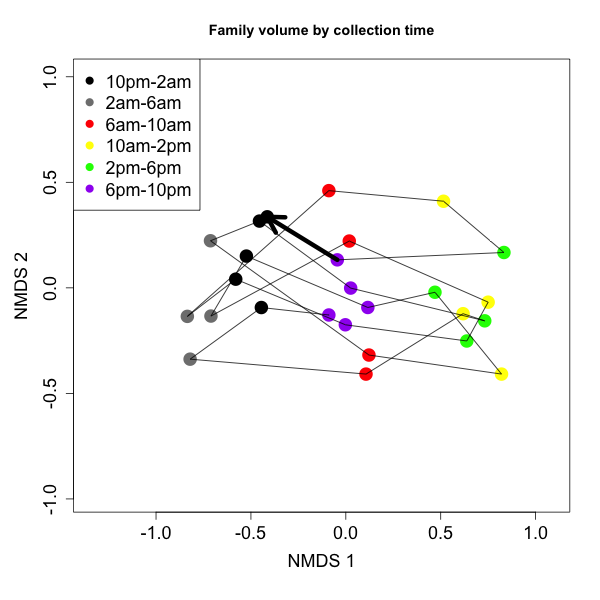 Family volume by collection time
10pm-2am
2am-6am
6am-10am
10am-2pm
2pm-6pm
6pm-10pm
1.0
0.5
0.0
-0.5
-1.0
NMDS 2
-1.0 -0.5 0.0 0.5 1.0
NMDS 1